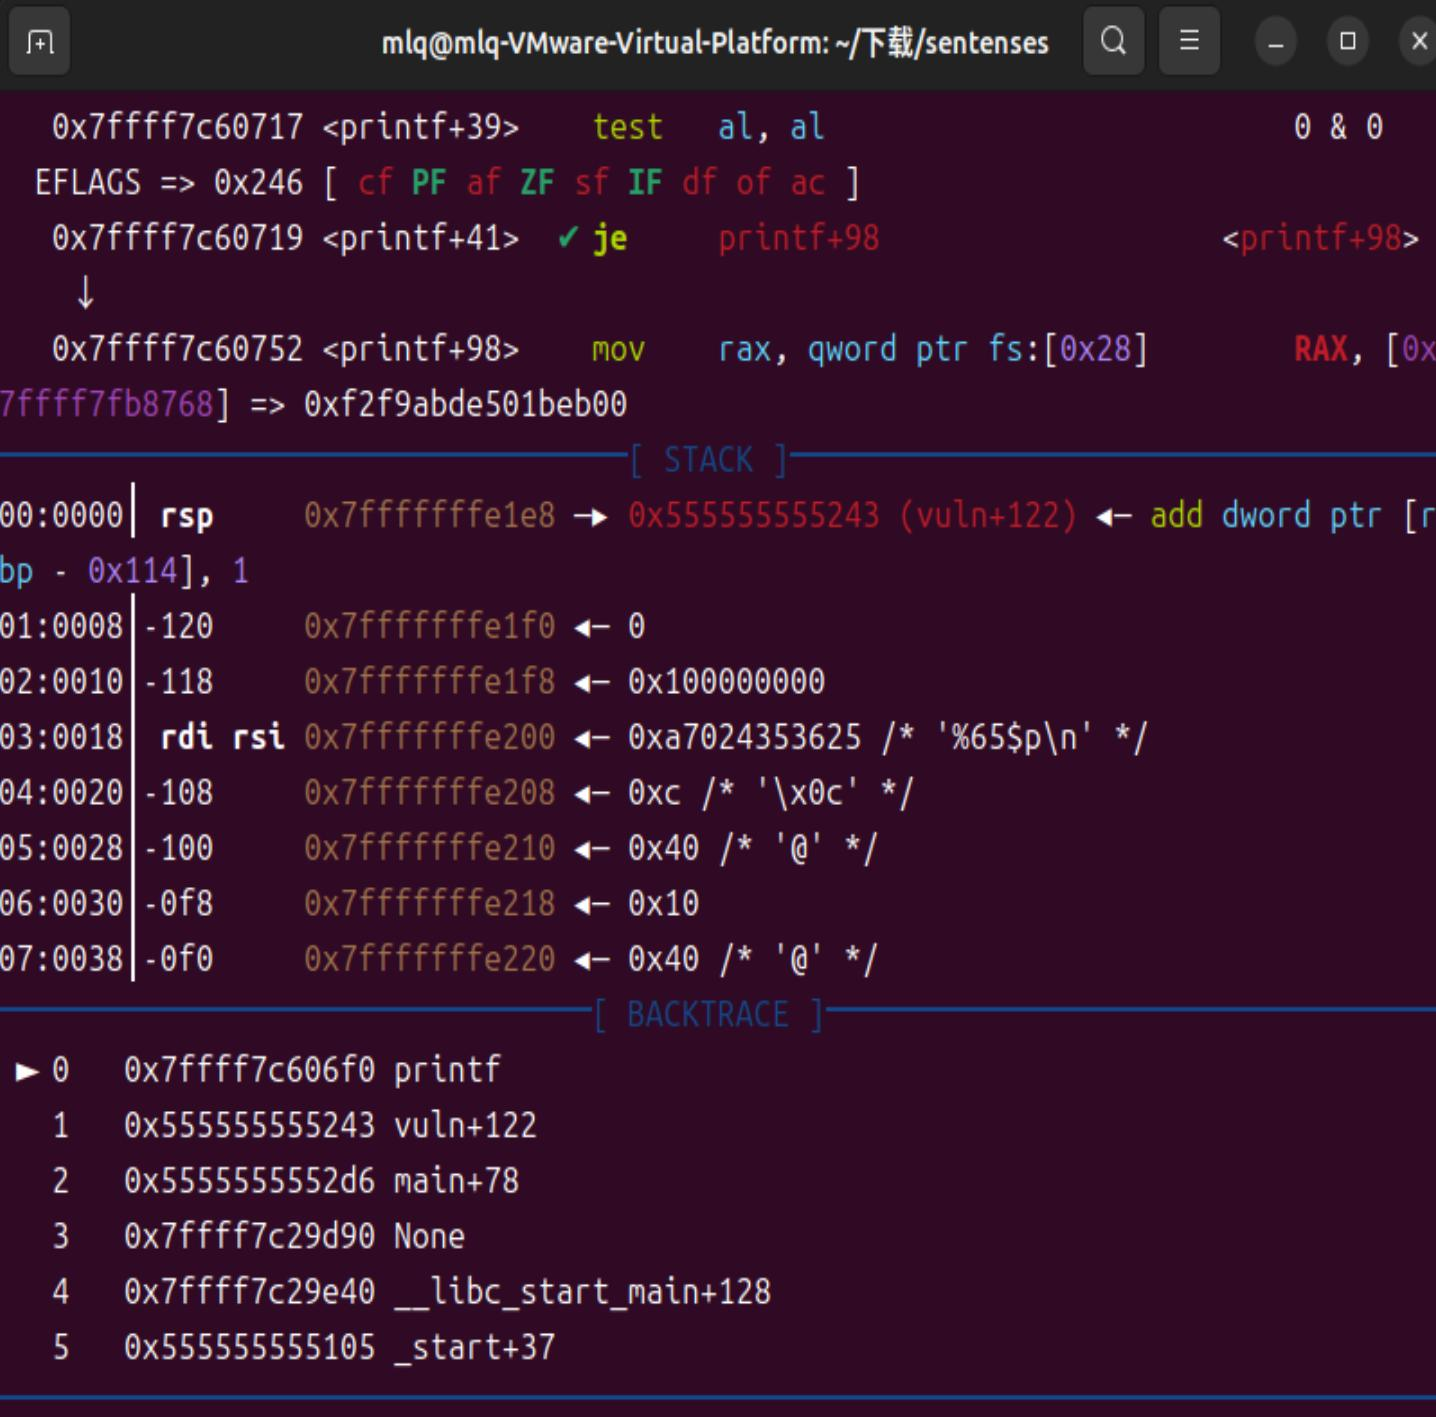 mlq@mlq-VMware-Virtual-Platform: ~/下载/sentenses
0x7ffff7c60717 <printf+39> test al, al 0 & 0
EFLAGS => 0x246 [ cf PF af ZF sf IF df of ac ]
0x7ffff7c60719 <printf+41> ✔ je printf+98 <printf+98>
↓
0x7ffff7c60752 <printf+98> mov rax, qword ptr fs:[0x28] RAX, [0x
7ffff7fb8768] => 0xf2f9abde501beb00
[ STACK ]
00:0000│ rsp 0x7fffffffe1e8 —▸ 0x555555555243 (vuln+122) ◂— add dword ptr [r
bp - 0x114], 1
01:0008│-120 0x7fffffffe1f0 ◂— 0
02:0010│-118 0x7fffffffe1f8 ◂— 0x100000000
03:0018│ rdi rsi 0x7fffffffe200 ◂— 0xa7024353625 /* '%65$p\n' */
04:0020│-108 0x7fffffffe208 ◂— 0xc /* '\x0c' */
05:0028│-100 0x7fffffffe210 ◂— 0x40 /* '@' */
06:0030│-0f8 0x7fffffffe218 ◂— 0x10
07:0038│-0f0 0x7fffffffe220 ◂— 0x40 /* '@' */
[ BACKTRACE ]
► 0 0x7ffff7c606f0 printf
1 0x555555555243 vuln+122
2 0x5555555552d6 main+78
3 0x7ffff7c29d90 None
4 0x7ffff7c29e40 __libc_start_main+128
5 0x555555555105 _start+37